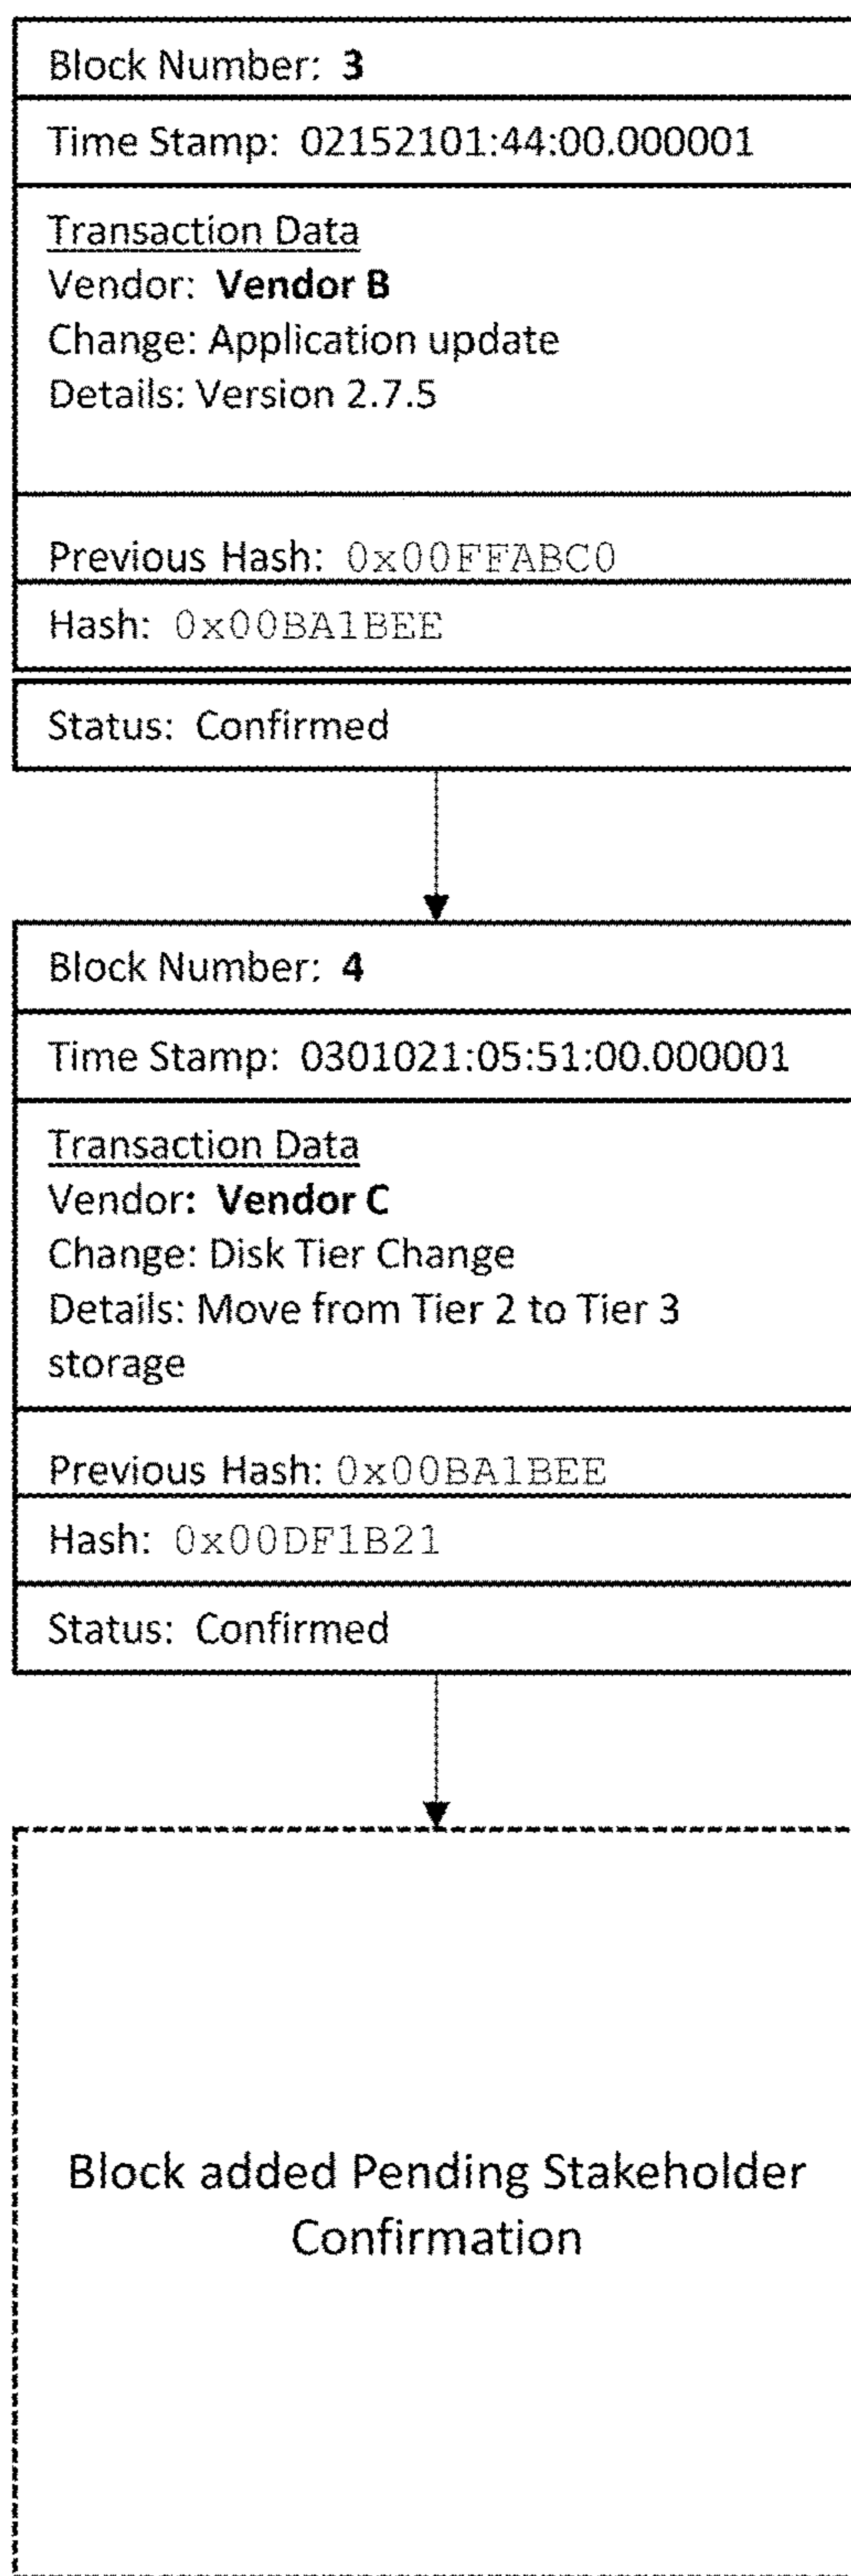 Block Number: 3
Time Stamp: 02152101:44:00.000001
Transaction Data
Vendor: Vendor B
Change: Application update
Details: Version 2.7.5
Previous Hash: 0x00FFABC0
Hash: 0x00BA1BEE
Status: Confirmed
Block Number: 4
Time Stamp: 0301021:05:51:00.000001
Transaction Data
Vendor: Vendor C
Change: Disk Tier Change
Details: Move from Tier 2 to Tier 3
storage
Previous Hash: 0x00BA1BEE
Hash: 0x00DF1B21
Status: Confirmed
Block added Pending Stakeholder
Confirmation